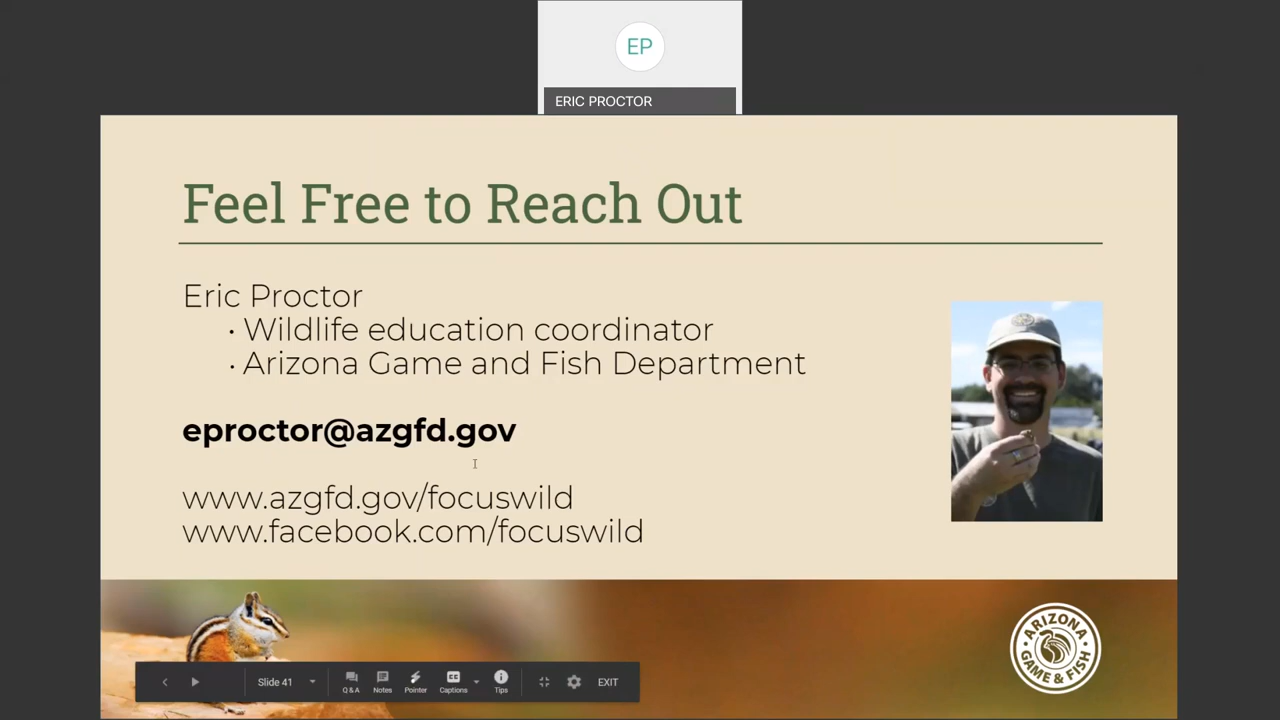 EP
ERIC PROCTOR
Feel Free to Reach Out
Eric Proctor
• Wildlife education coordinator
• Arizona Game and Fish Department
eproctor@azgfd.gov
www.azgfd.gov/focuswild
www.facebook.com/focuswild
ARIZONA
GAME & FISH
Slide 41
Q&A
Notes
Pointer
CC
Captions
Tips
EXIT